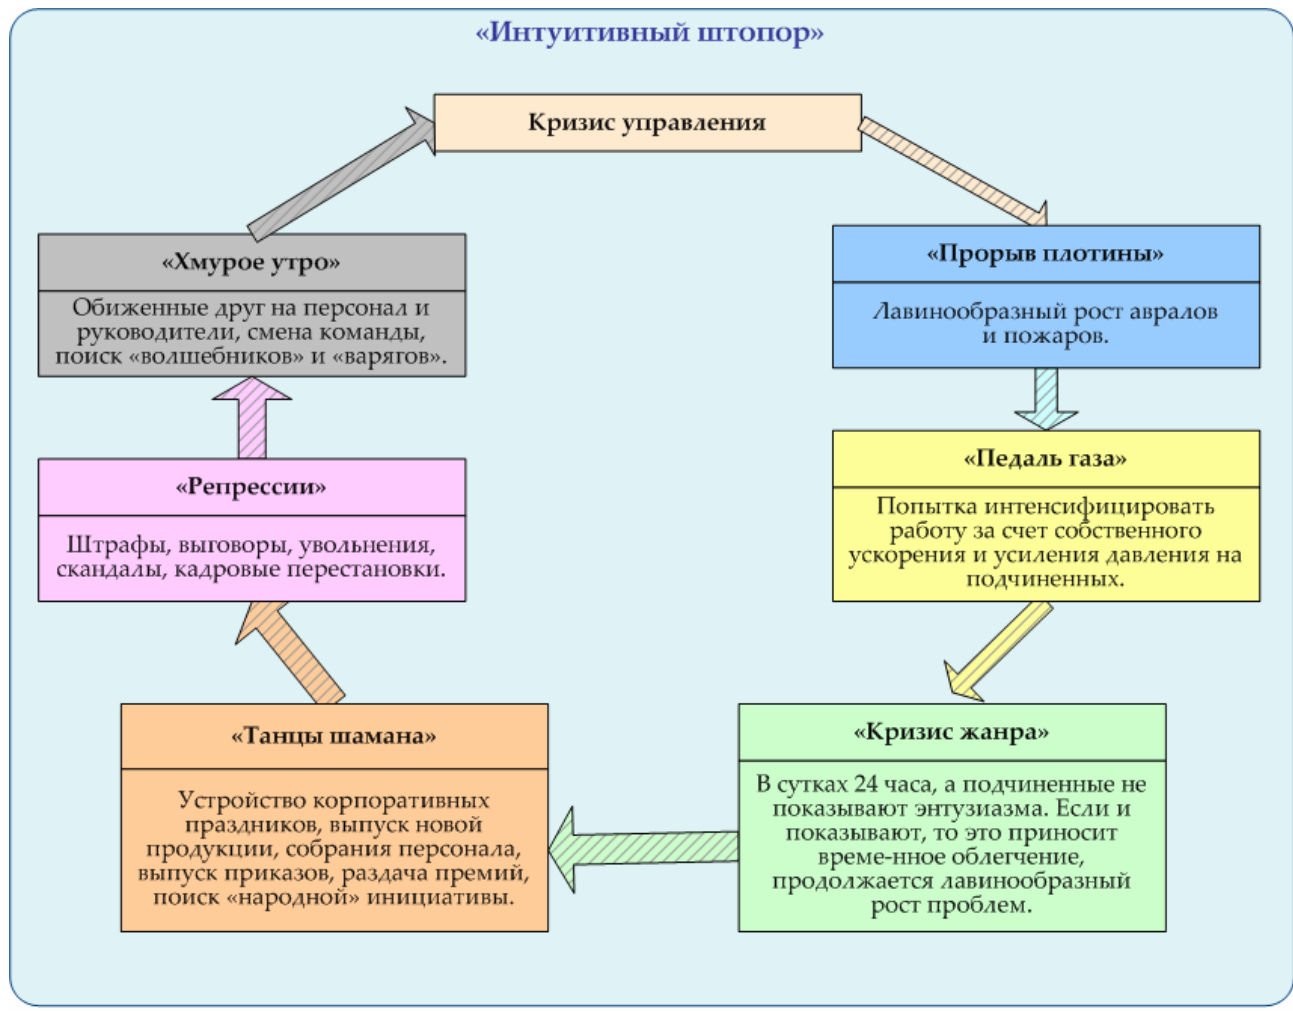 «Интуитивный штопор»
Кризис управления
«Прорыв плотины»
Лавинообразный рост авралов
и пожаров.
«Педаль газа»
Попытка интенсифицировать
работу за счет собственного
ускорения и усиления давления на
подчиненных.
«Кризис жанра»
В сутках 24 часа, а подчиненные не
показывают энтузиазма. Если и
показывают, то это приносит
време-нное облегчение,
продолжается лавинообразный
рост проблем.
«Танцы шамана»
Устройство корпоративных
праздников, выпуск новой
продукции, собрания персонала,
выпуск приказов, раздача премий,
поиск «народной» инициативы.
«Репрессии»
Штрафы, выговоры, увольнения,
скандалы, кадровые перестановки.
«Хмурое утро»
Обиженные друг на персонал и
руководители, смена команды,
поиск «волшебников» и «варягов».